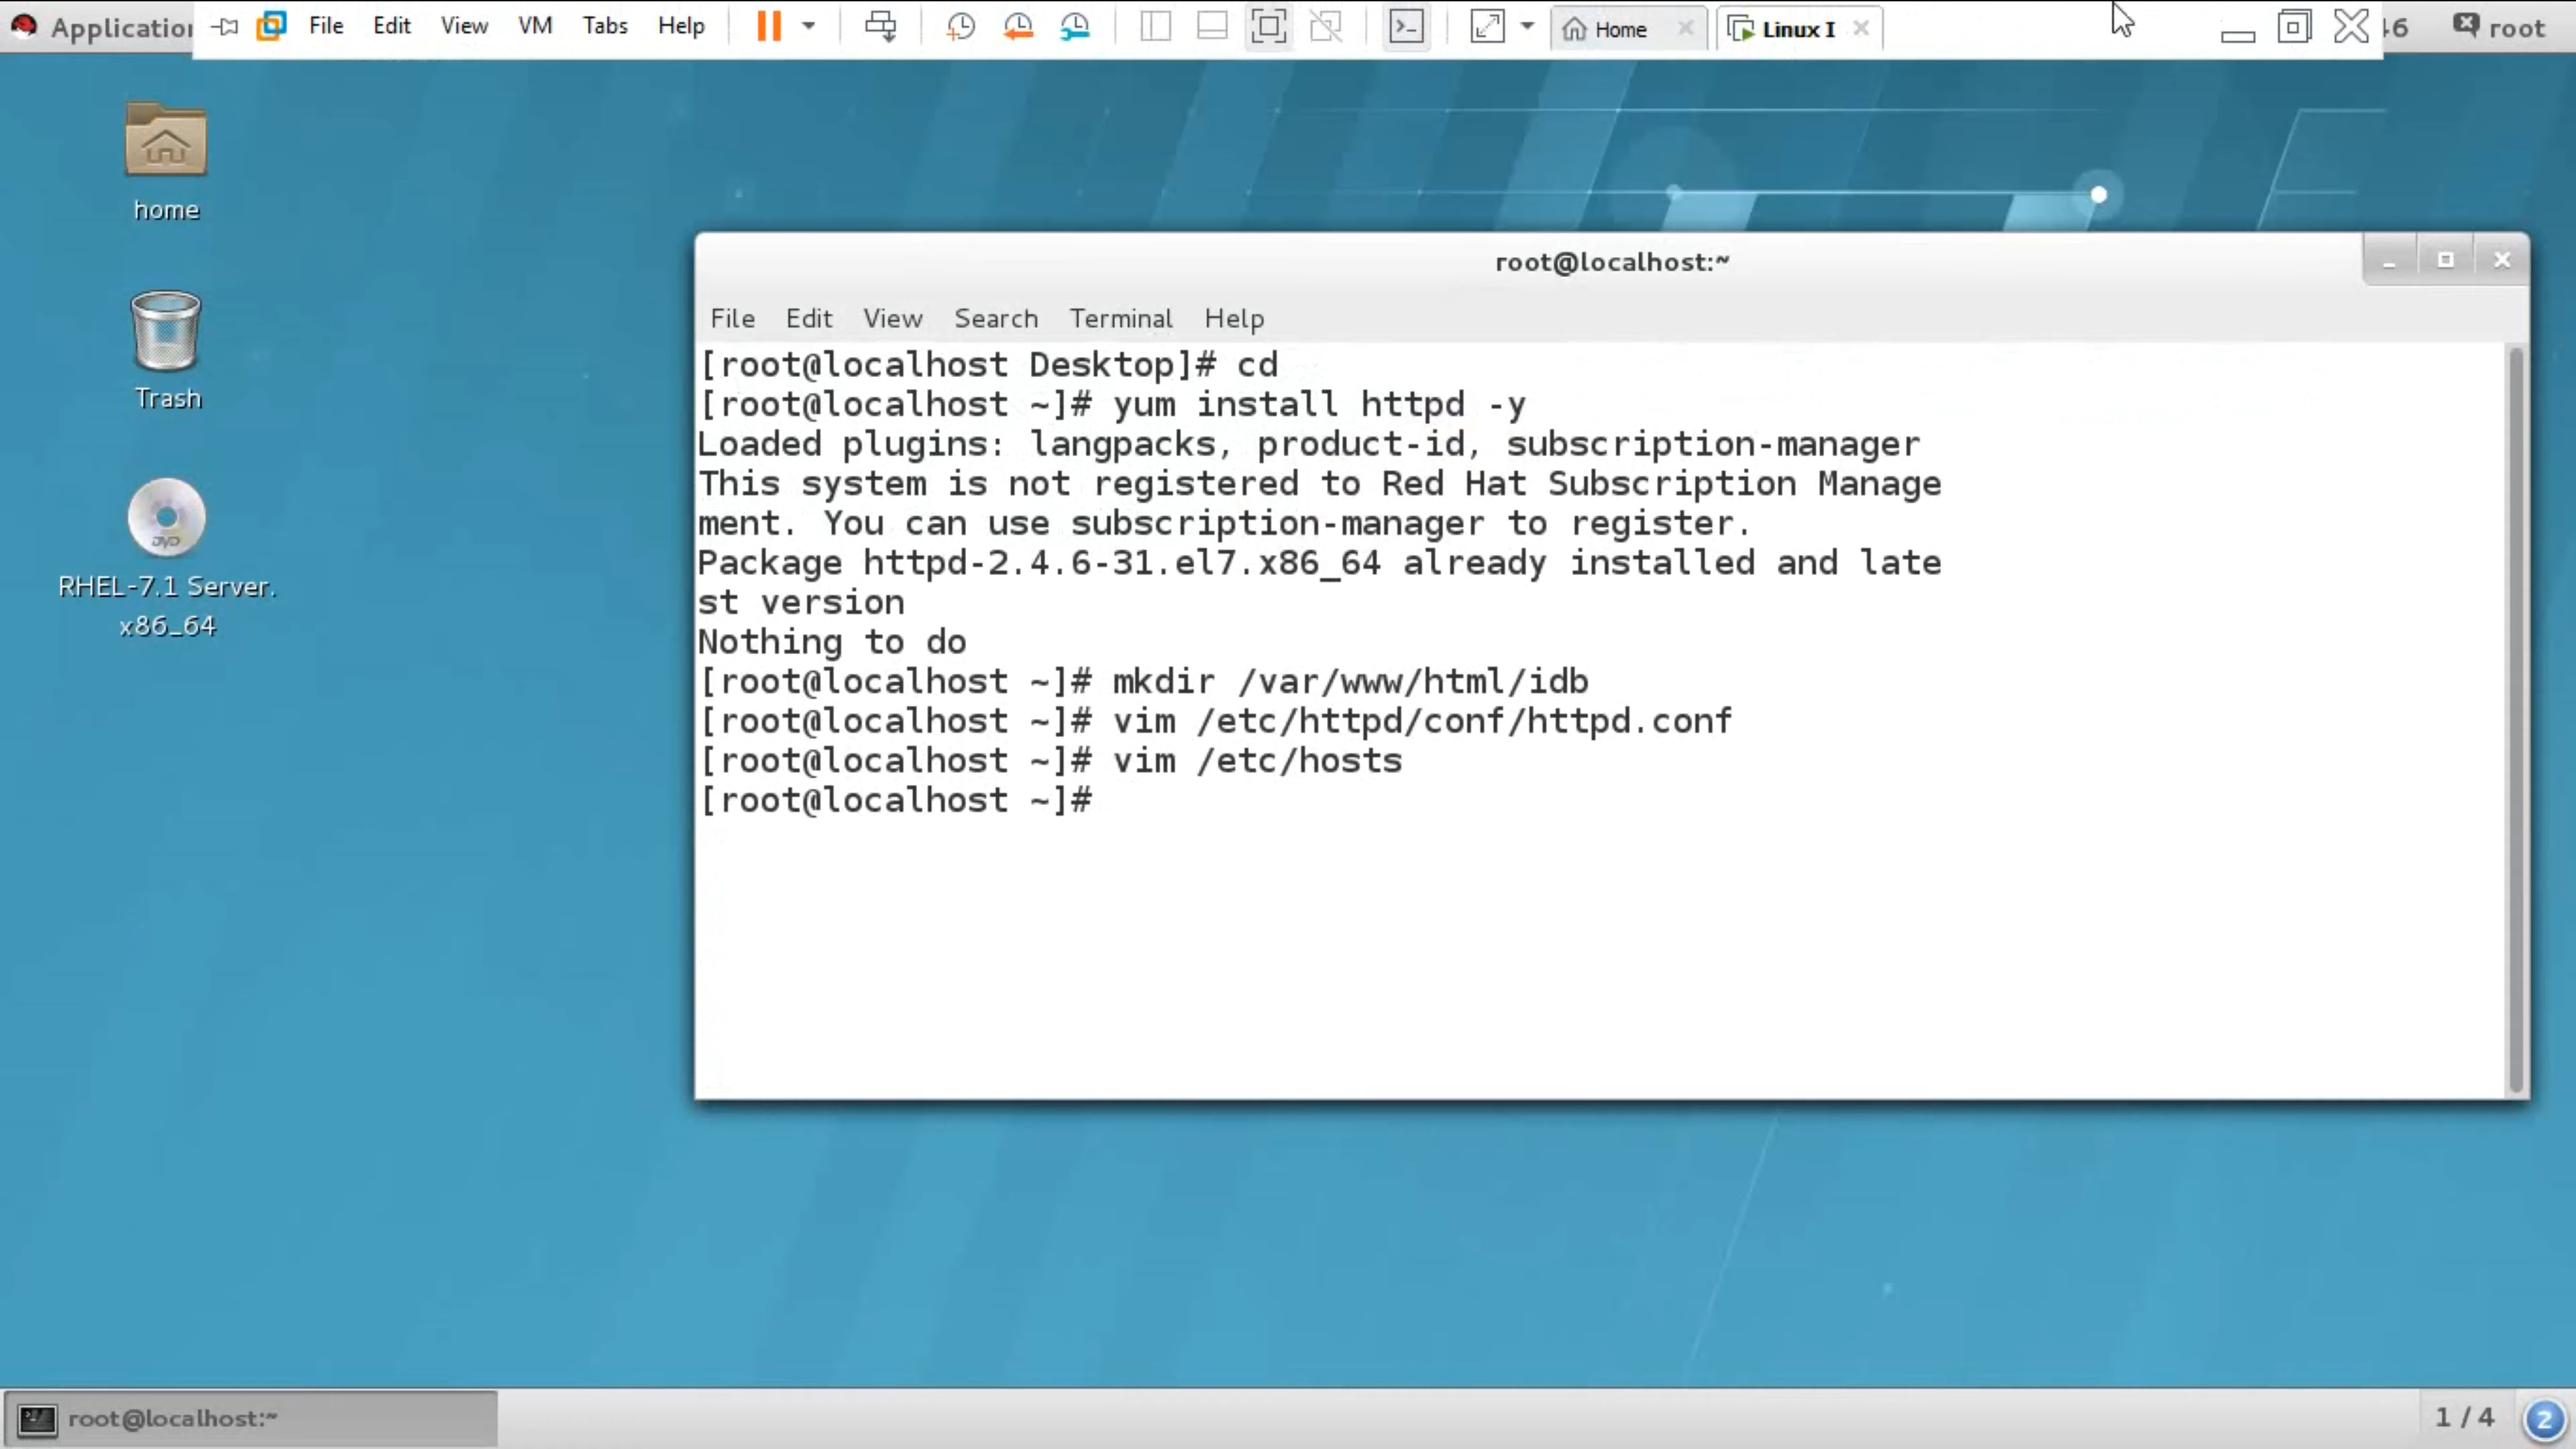 Application
File Edit View VM Tabs Help
Home
Linux I
46
root
home
Trash
DVD
RHEL-7.1 Server.
x86_64
root@localhost:~
File Edit View Search Terminal Help
[root@localhost Desktop]# cd
[root@localhost ~]# yum install httpd -y
Loaded plugins: langpacks, product-id, subscription-manager
This system is not registered to Red Hat Subscription Manage
ment. You can use subscription-manager to register.
Package httpd-2.4.6-31.el7.x86_64 already installed and late
st version
Nothing to do
[root@localhost ~]# mkdir /var/www/html/idb
[root@localhost ~]# vim /etc/httpd/conf/httpd.conf
[root@localhost ~]# vim /etc/hosts
[root@localhost ~]#
root@localhost:~
1 / 4
2